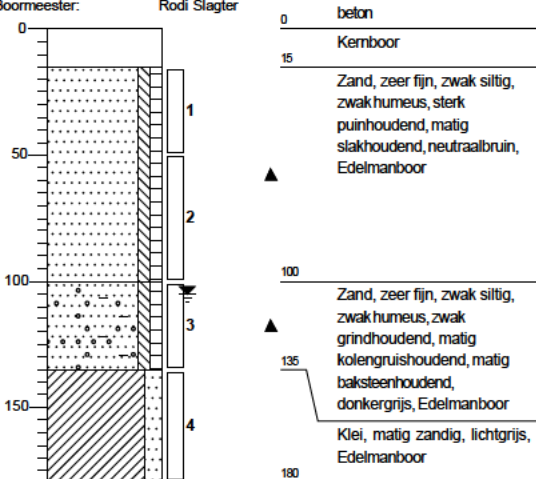 Boormeester: Rodi Slagter
0
50
100
150
1
2
3
4
0
beton
Kernboor
15
Zand, zeer fijn, zwak siltig,
zwak humeus, sterk
puinhoudend, matig
slakhoudend, neutraalbruin,
Edelmanboor
100
Zand, zeer fijn, zwak siltig,
zwak humeus, zwak
grindhoudend, matig
kolengruishoudend, matig
baksteenhoudend,
donkergrijs, Edelmanboor
135
Klei, matig zandig, lichtgrijs,
Edelmanboor
180